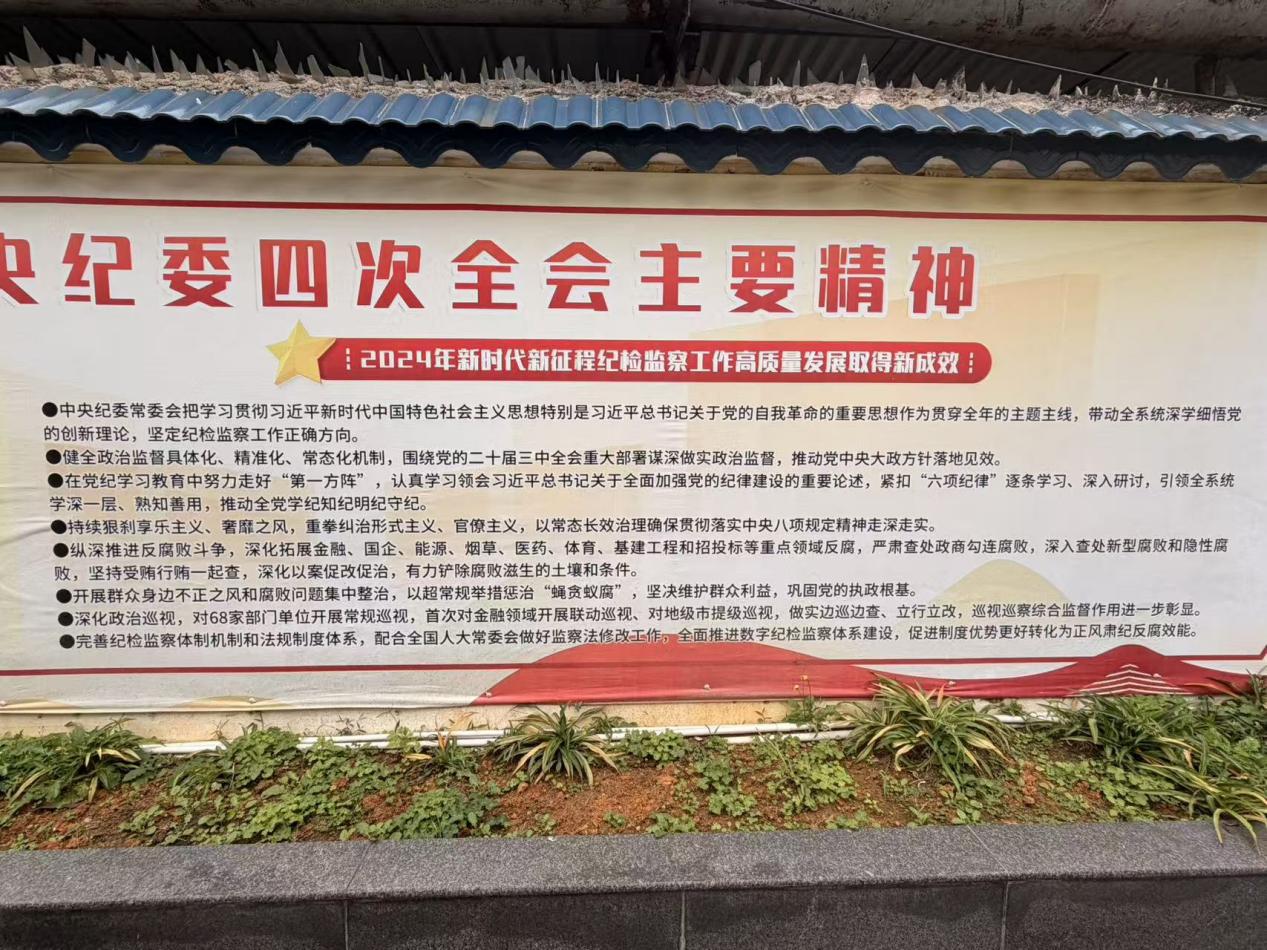 央纪委四次全会主要精神
2024年新时代新征程纪检监察工作高质量发展取得新成效
●中央纪委常委会把学习贯彻习近平新时代中国特色社会主义思想特别是习近平总书记关于党的自我革命的重要思想作为贯穿全年的主题主线，带动全系统深学细悟党
的创新理论，坚定纪检监察工作正确方向。
●健全政治监督具体化、精准化、常态化机制，围绕党的二十届三中全会重大部署谋深做实政治监督，推动党中央大政方针落地见效。
●在党纪学习教育中努力走好“第一方阵”，认真学习领会习近平总书记关于全面加强党的纪律建设的重要论述，紧扣“六项纪律”逐条学习、深入研讨，引领全系统
学深一层、熟知善用，推动全党学纪知纪明纪守纪。
●持续狠刹享乐主义、奢靡之风，重拳纠治形式主义、官僚主义，以常态长效治理确保贯彻落实中央八项规定精神走深走实。
●纵深推进反腐败斗争，深化拓展金融、国企、能源、烟草、医药、体育、基建工程和招投标等重点领域反腐，严肃查处政商勾连腐败，深入查处新型腐败和隐性腐
败，坚持受贿行贿一起查，深化以案促改促治，有力铲除腐败滋生的土壤和条件。
●开展群众身边不正之风和腐败问题集中整治，以超常规举措惩治“蝇贪蚁腐”，坚决维护群众利益，巩固党的执政根基。
●深化政治巡视，对68家部门单位开展常规巡视，首次对金融领域开展联动巡视、对地级市提级巡视，做实边巡边查、立行立改，巡视巡察综合监督作用进一步彰显。
●完善纪检监察体制机制和法规制度体系，配合全国人大常委会做好监察法修改工作，全面推进数字纪检监察体系建设，促进制度优势更好转化为正风肃纪反腐效能。